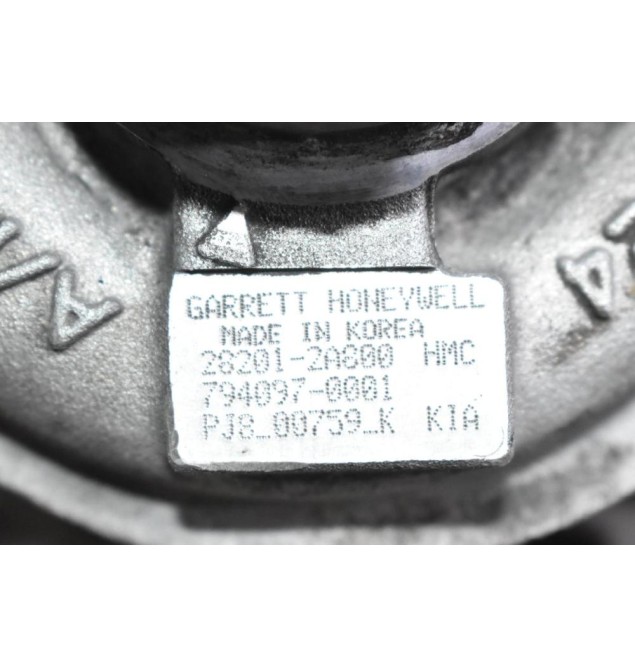 GARRETT HONEYWELL
MADE IN KOREA
28201-2A800 HMC
794097-0001
PJ8_00759_K KIA
A/